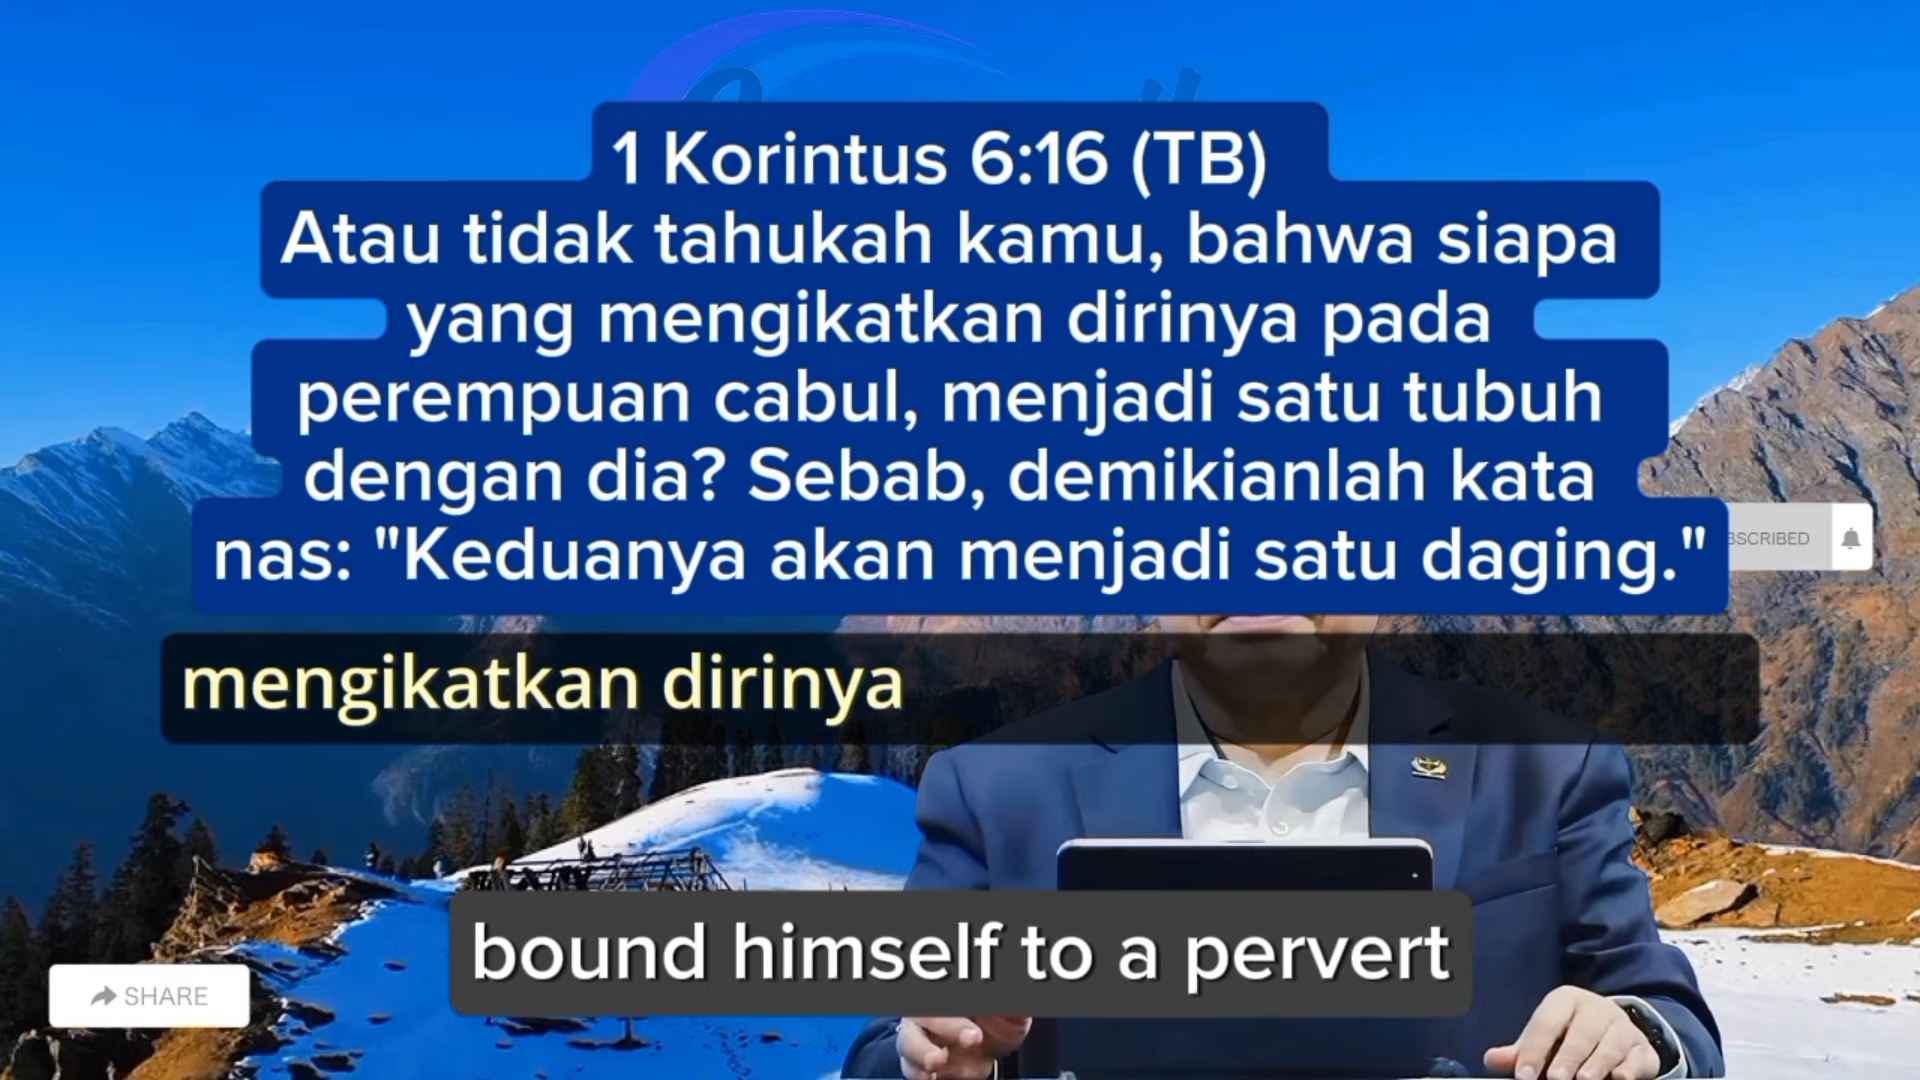 1 Korintus 6:16 (TB)
Atau tidak tahukah kamu, bahwa siapa
yang mengikatkan dirinya pada
perempuan cabul, menjadi satu tubuh
dengan dia? Sebab, demikianlah kata
nas: "Keduanya akan menjadi satu daging."
mengikatkan dirinya
bound himself to a pervert
SHARE